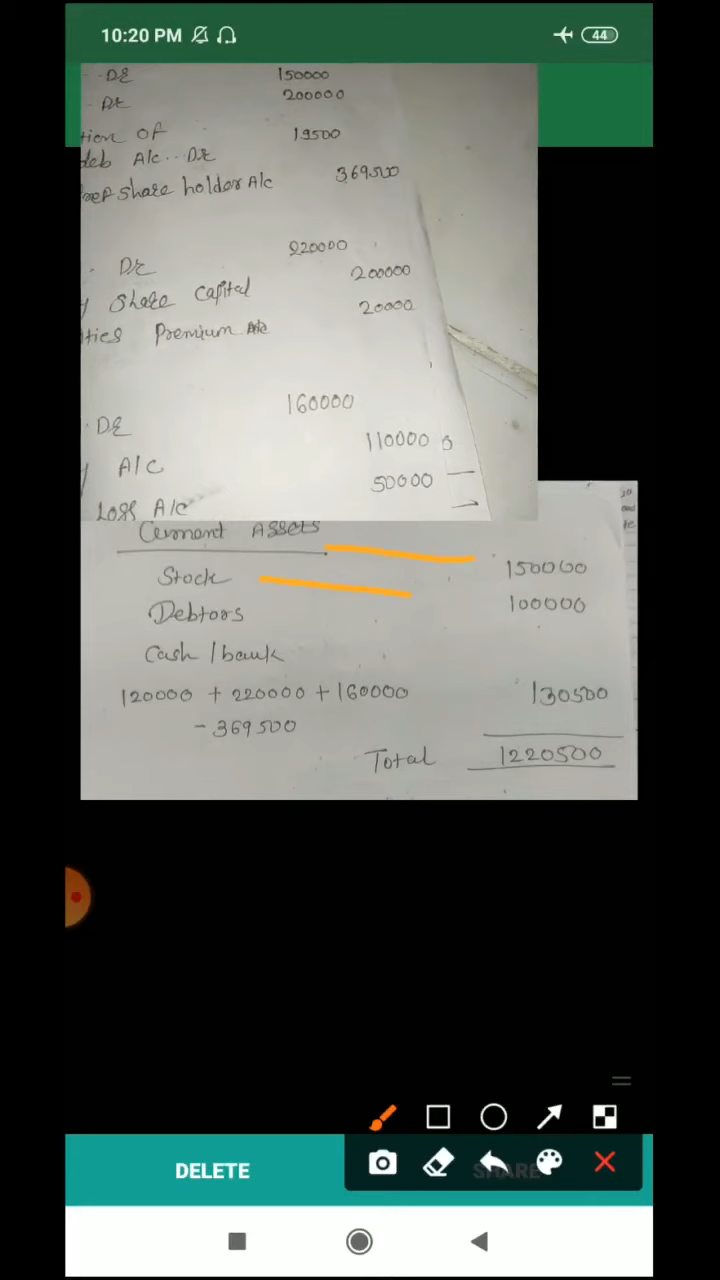 10:20 PM
44
.. DR 150000
. Dr 200000
tion of 19500
deb A/c... Dr
share holder A/c 369500
. Dr 220000
y share capital 200000
ties Premium A/c 20000
. DR 160000
y A/c 110000
Loss A/c 50000
Current Assets
Stock 150000
Debtors 100000
Cash/bank
120000 + 220000 + 160000 130500
- 369500
Total 1220500
DELETE
SHARE